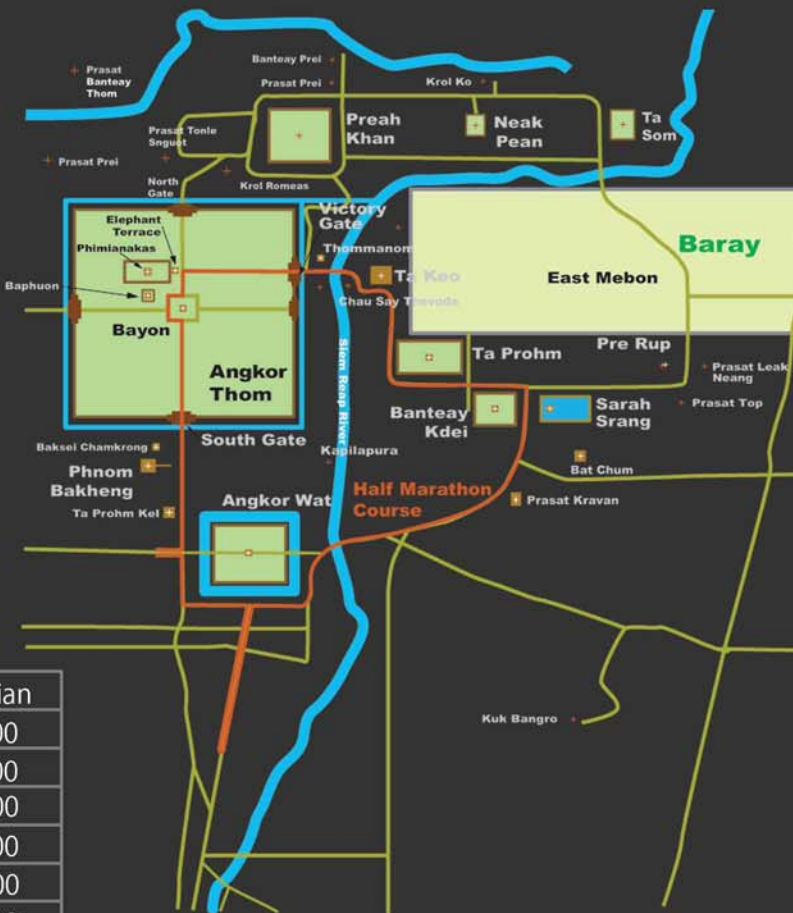 Prasat
Banteay
Thom
Banteay Prei
Prasat Prei
Krol Ko
Preah
Khan
Neak
Pean
Ta
Som
Prasat Tonle
Snguot
Prasat Prei
North
Gate
Krol Romeas
Victory
Gate
Elephant
Terrace
Phimianakas
Thommanom
Baray
Baphuon
Ta Keo
East Mebon
Chau Say Thevoda
Bayon
Siem Reap River
Ta Prohm
Pre Rup
Angkor
Thom
Prasat Leak
Neang
Banteay
Kdei
Sarah
Srang
Prasat Top
South Gate
Baksei Chamkrong
Kapilapura
Phnom
Bakheng
Bat Chum
Angkor Wat
Half Marathon
Course
Prasat Kravan
Ta Prohm Kel
Kuk Bangro
ian
00
00
00
00
00